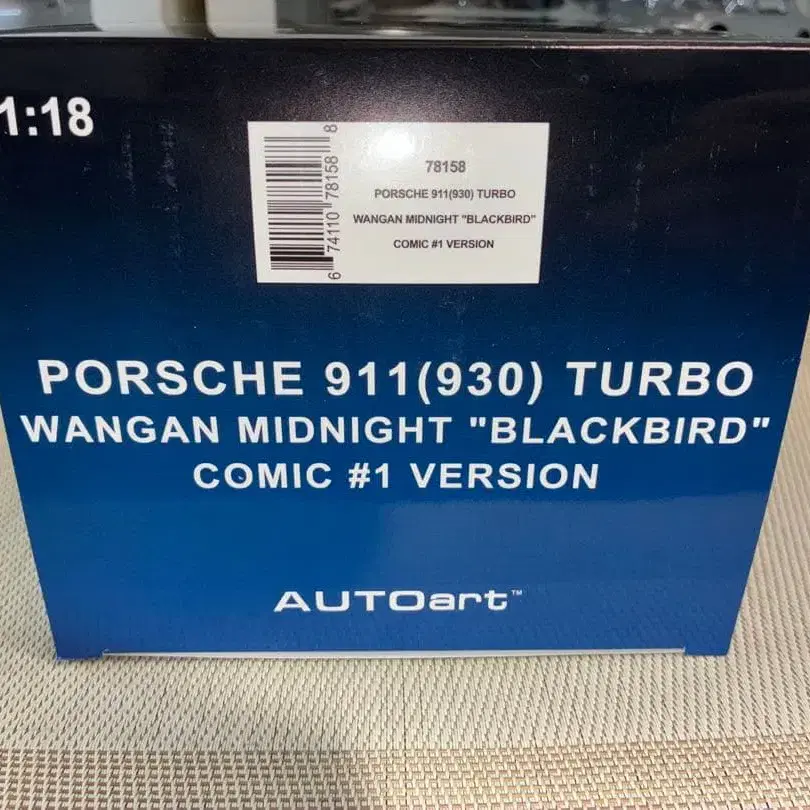 1:18
78158
PORSCHE 911(930) TURBO
WANGAN MIDNIGHT "BLACKBIRD"
COMIC #1 VERSION
6 74110 78158 8
PORSCHE 911(930) TURBO
WANGAN MIDNIGHT "BLACKBIRD"
COMIC #1 VERSION
AUTOart™